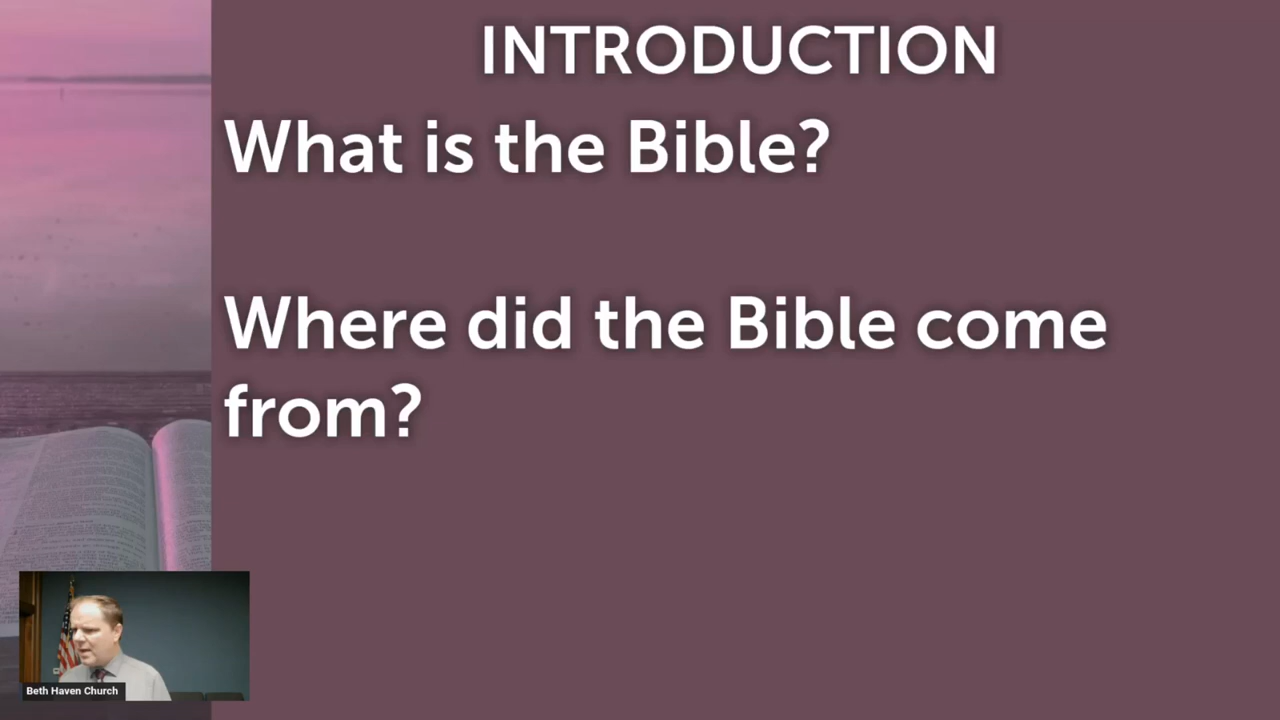 INTRODUCTION
What is the Bible?
Where did the Bible come
from?
Beth Haven Church